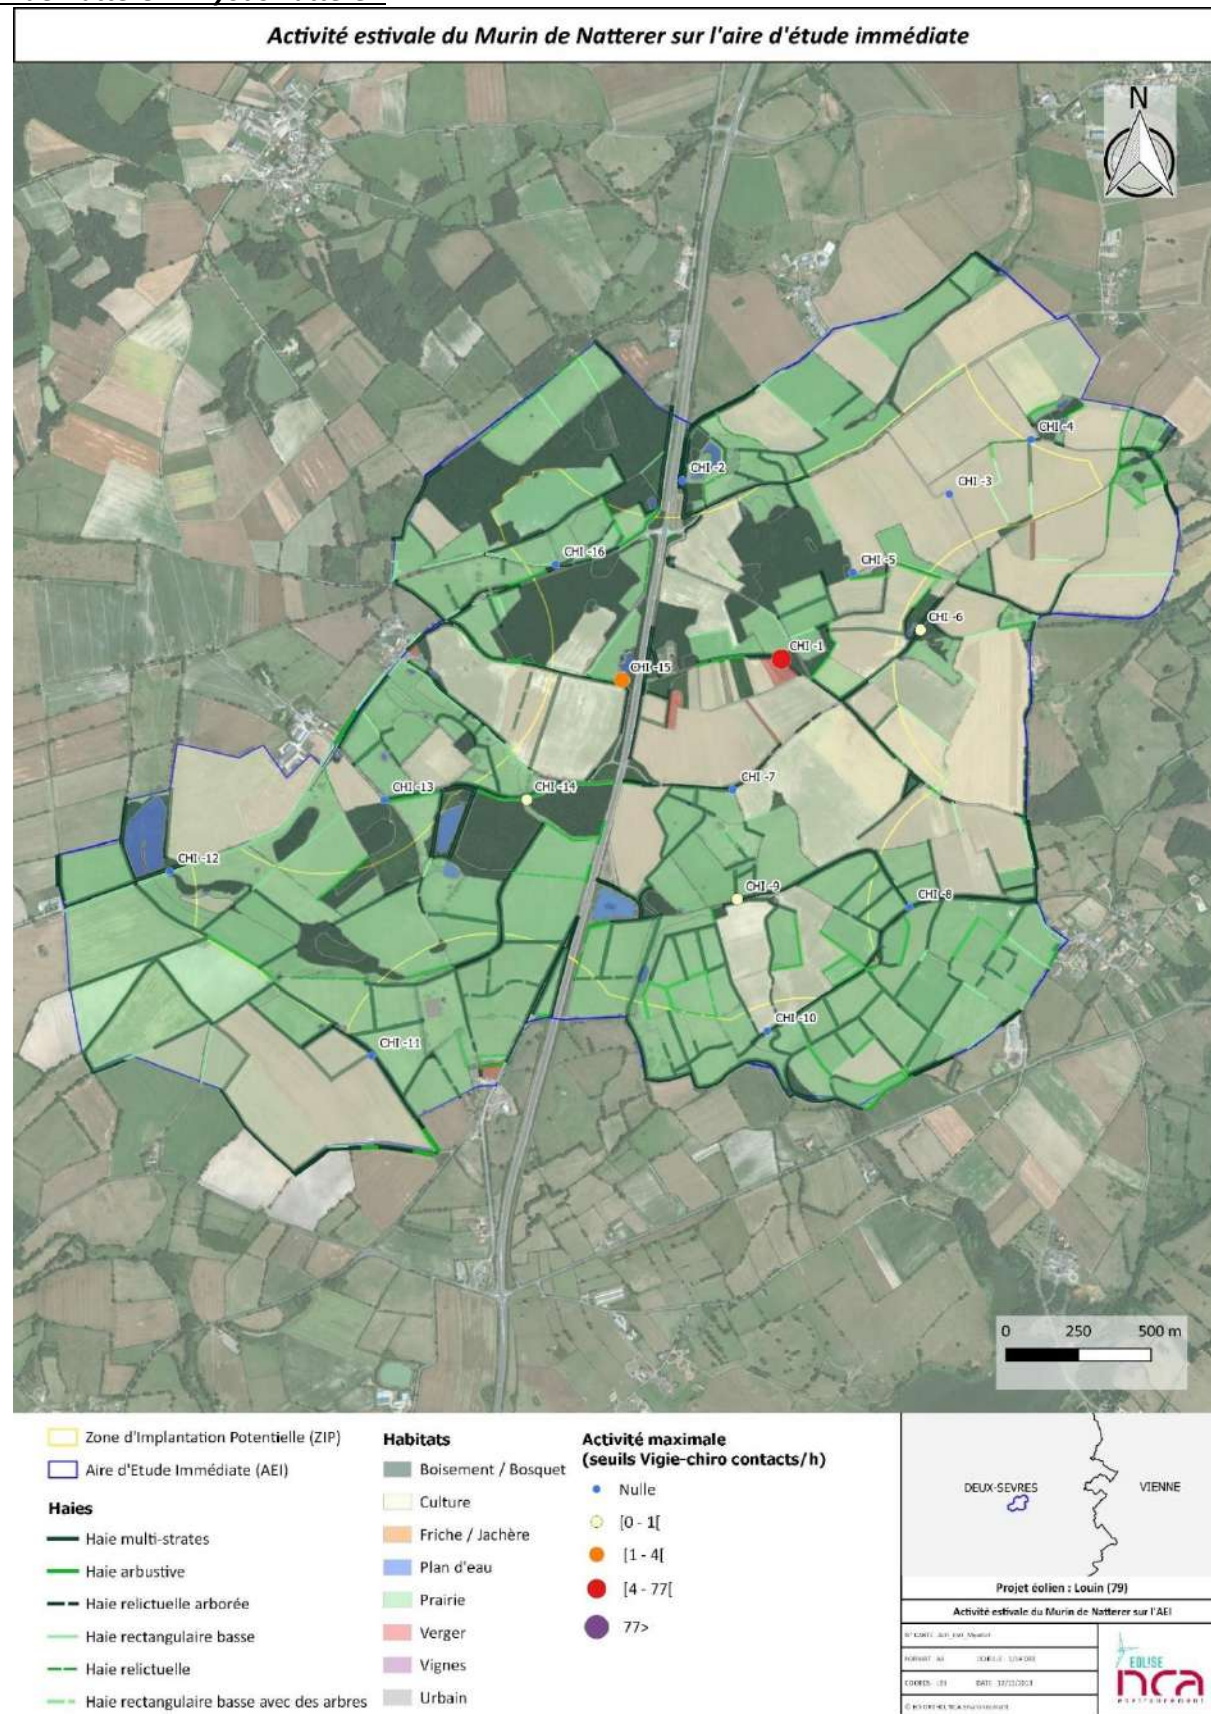 Activité estivale du Murin de Natterer sur l'aire d'étude immédiate
N
CHI -4
CHI -2
CHI -3
CHI -16
CHI -5
CHI -6
CHI -1
CHI -15
CHI -7
CHI -13
CHI -14
CHI -12
CHI -9
CHI -8
CHI -10
CHI -11
0 250 500 m
Zone d'Implantation Potentielle (ZIP)
Aire d'Etude Immédiate (AEI)
Haies
Haie multi-strates
Haie arbustive
Haie relictuelle arborée
Haie rectangulaire basse
Haie relictuelle
Haie rectangulaire basse avec des arbres
Habitats
Boisement / Bosquet
Culture
Friche / Jachère
Plan d'eau
Prairie
Verger
Vignes
Urbain
Activité maximale
(seuils Vigie-chiro contacts/h)
Nulle
[0 - 1[
[1 - 4[
[4 - 77[
77>
DEUX-SEVRES
VIENNE
Projet éolien : Louin (79)
Activité estivale du Murin de Natterer sur l'AEI
EOLISE
nca
environnement